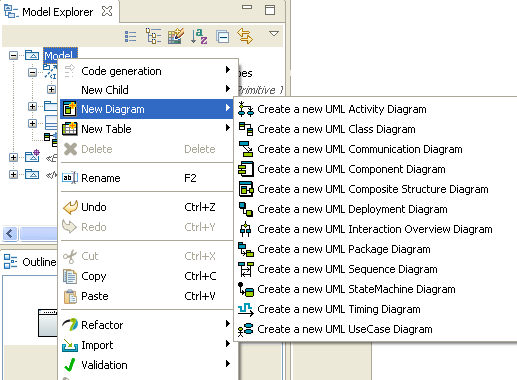 Model Explorer
Model
Code generation
pes
New Child
Primitive
New Diagram
New Table
Delete Delete
Rename F2
Undo Ctrl+Z
Redo Ctrl+Y
Cut Ctrl+X
Copy Ctrl+C
Paste Ctrl+V
Refactor
Import
Validation
Create a new UML Activity Diagram
Create a new UML Class Diagram
Create a new UML Communication Diagram
Create a new UML Component Diagram
Create a new UML Composite Structure Diagram
Create a new UML Deployment Diagram
Create a new UML Interaction Overview Diagram
Create a new UML Package Diagram
Create a new UML Sequence Diagram
Create a new UML StateMachine Diagram
Create a new UML Timing Diagram
Create a new UML UseCase Diagram
Outline